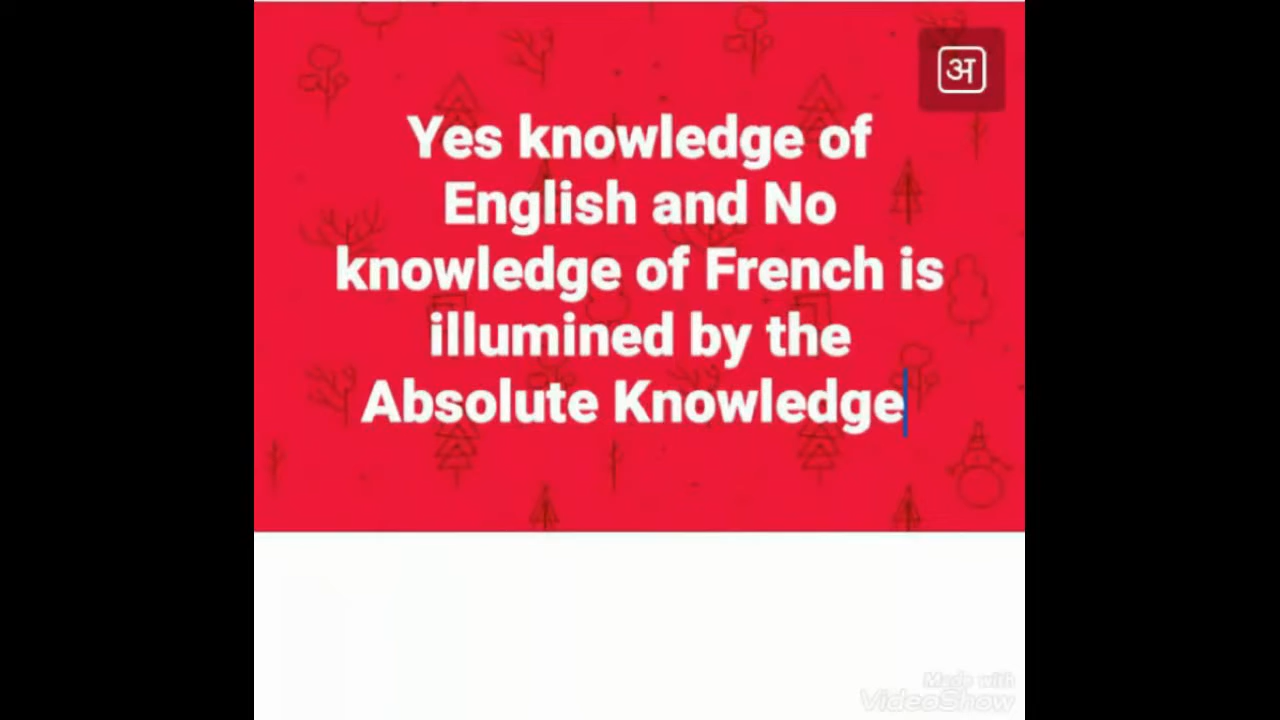 अ
Yes knowledge of
English and No
knowledge of French is
illumined by the
Absolute Knowledge
Made with
VideoShow